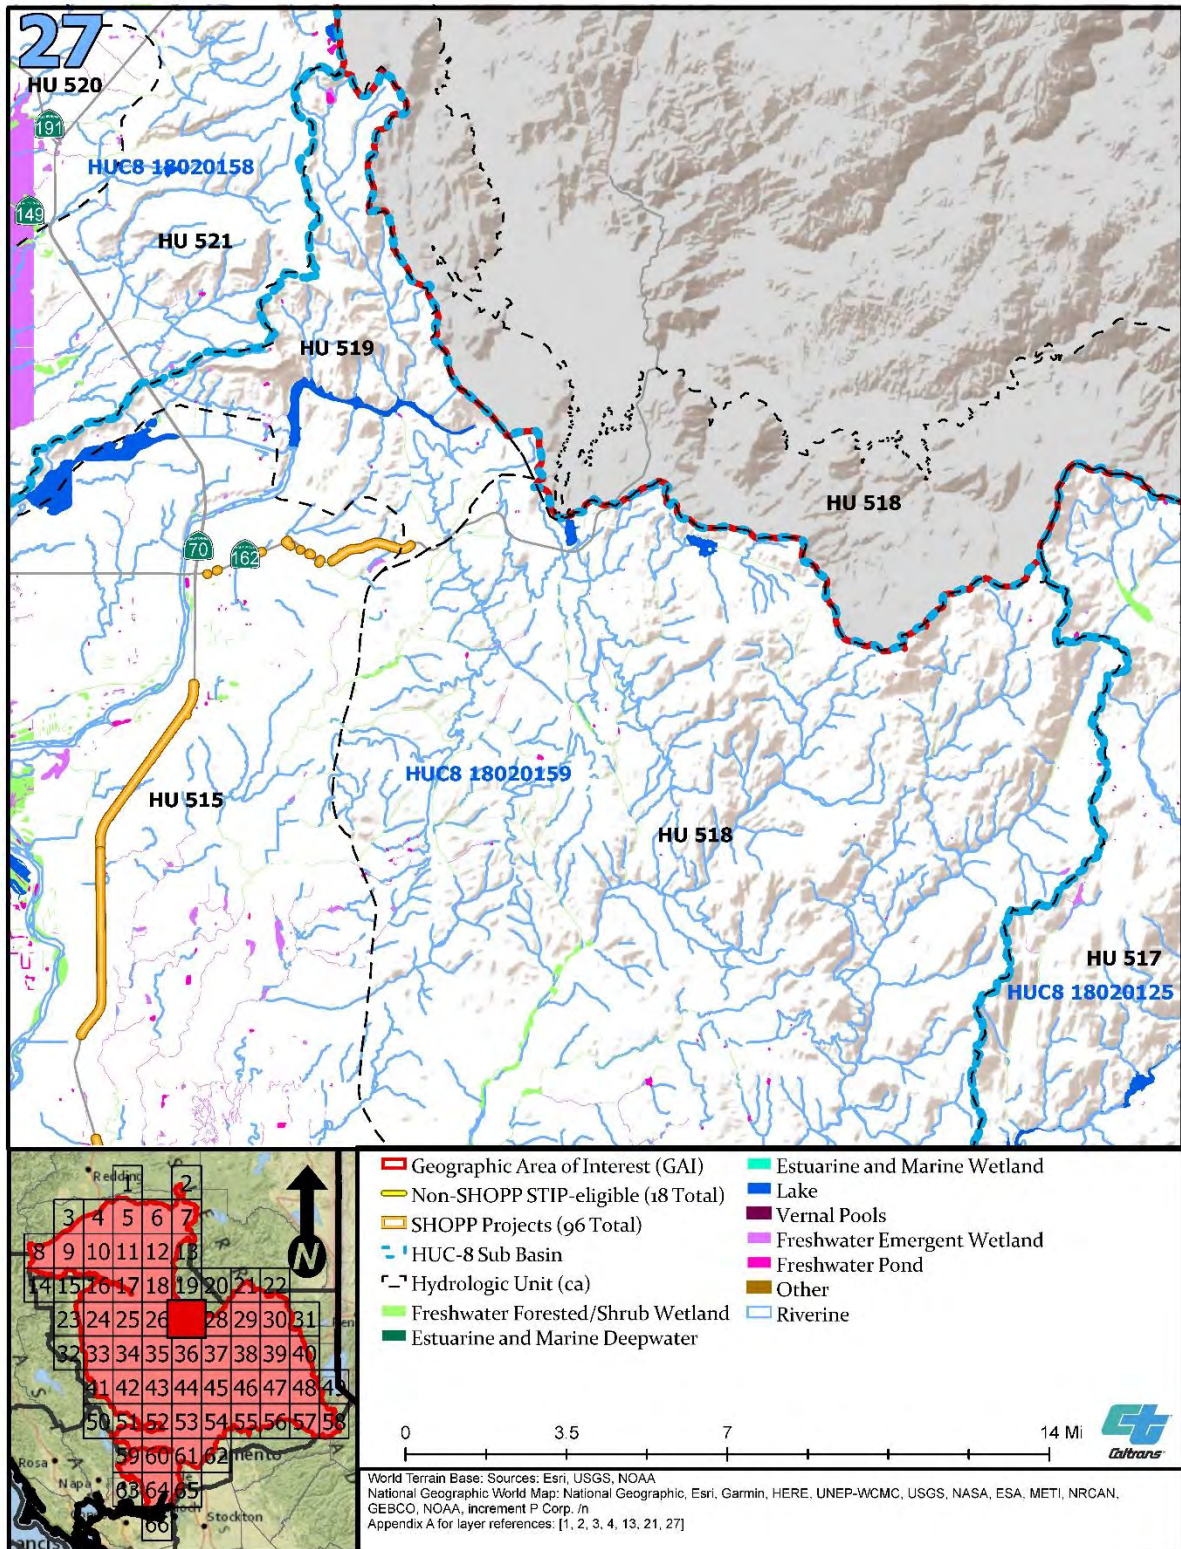 27
HU 520
191
HUC8 18020158
149
HU 521
HU 519
HU 518
70
162
HUC8 18020159
HU 515
HU 518
HU 517
HUC8 18020125
Redding
1 2
3 4 5 6 7
8 9 10 11 12 13
14 15 16 17 18 19 20 21 22
23 24 25 26 28 29 30 31
32 33 34 35 36 37 38 39 40
41 42 43 44 45 46 47 48 49
50 51 52 53 54 55 56 57 58
59 60 61 62
Rosa
Napa
63 64 65
Stockton
66
N
Geographic Area of Interest (GAI)
Non-SHOPP STIP-eligible (18 Total)
SHOPP Projects (96 Total)
HUC-8 Sub Basin
Hydrologic Unit (ca)
Freshwater Forested/Shrub Wetland
Estuarine and Marine Deepwater
Estuarine and Marine Wetland
Lake
Vernal Pools
Freshwater Emergent Wetland
Freshwater Pond
Other
Riverine
0 3.5 7 14 Mi
Caltrans
World Terrain Base: Sources: Esri, USGS, NOAA
National Geographic World Map: National Geographic, Esri, Garmin, HERE, UNEP-WCMC, USGS, NASA, ESA, METI, NRCAN,
GEBCO, NOAA, increment P Corp. /n
Appendix A for layer references: [1, 2, 3, 4, 13, 21, 27]